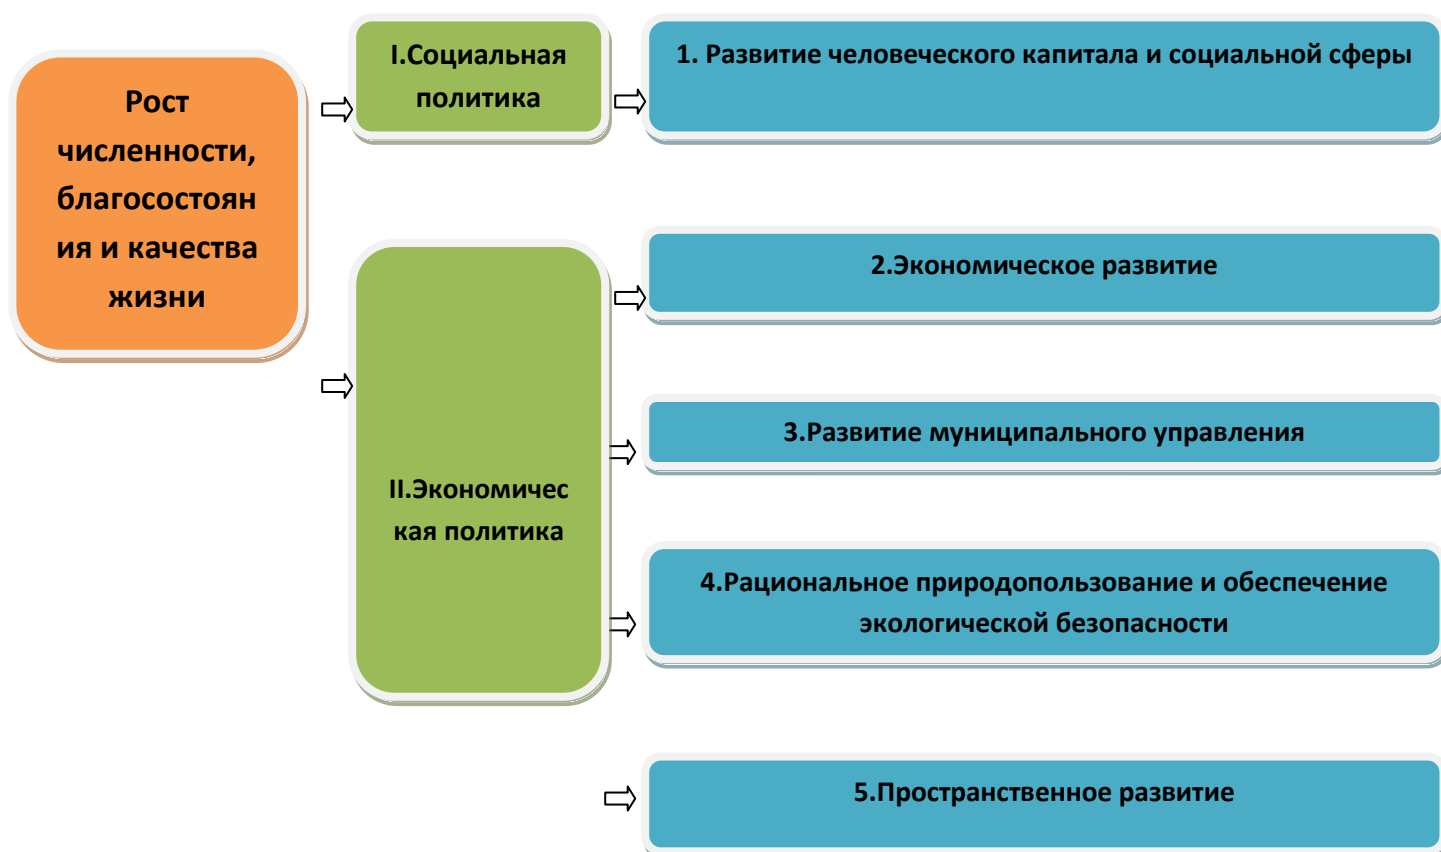 Рост
численности,
благосостоян
ия и качества
жизни
I.Социальная
политика
1. Развитие человеческого капитала и социальной сферы
II.Экономичес
кая политика
2.Экономическое развитие
3.Развитие муниципального управления
4.Рациональное природопользование и обеспечение
экологической безопасности
5.Пространственное развитие